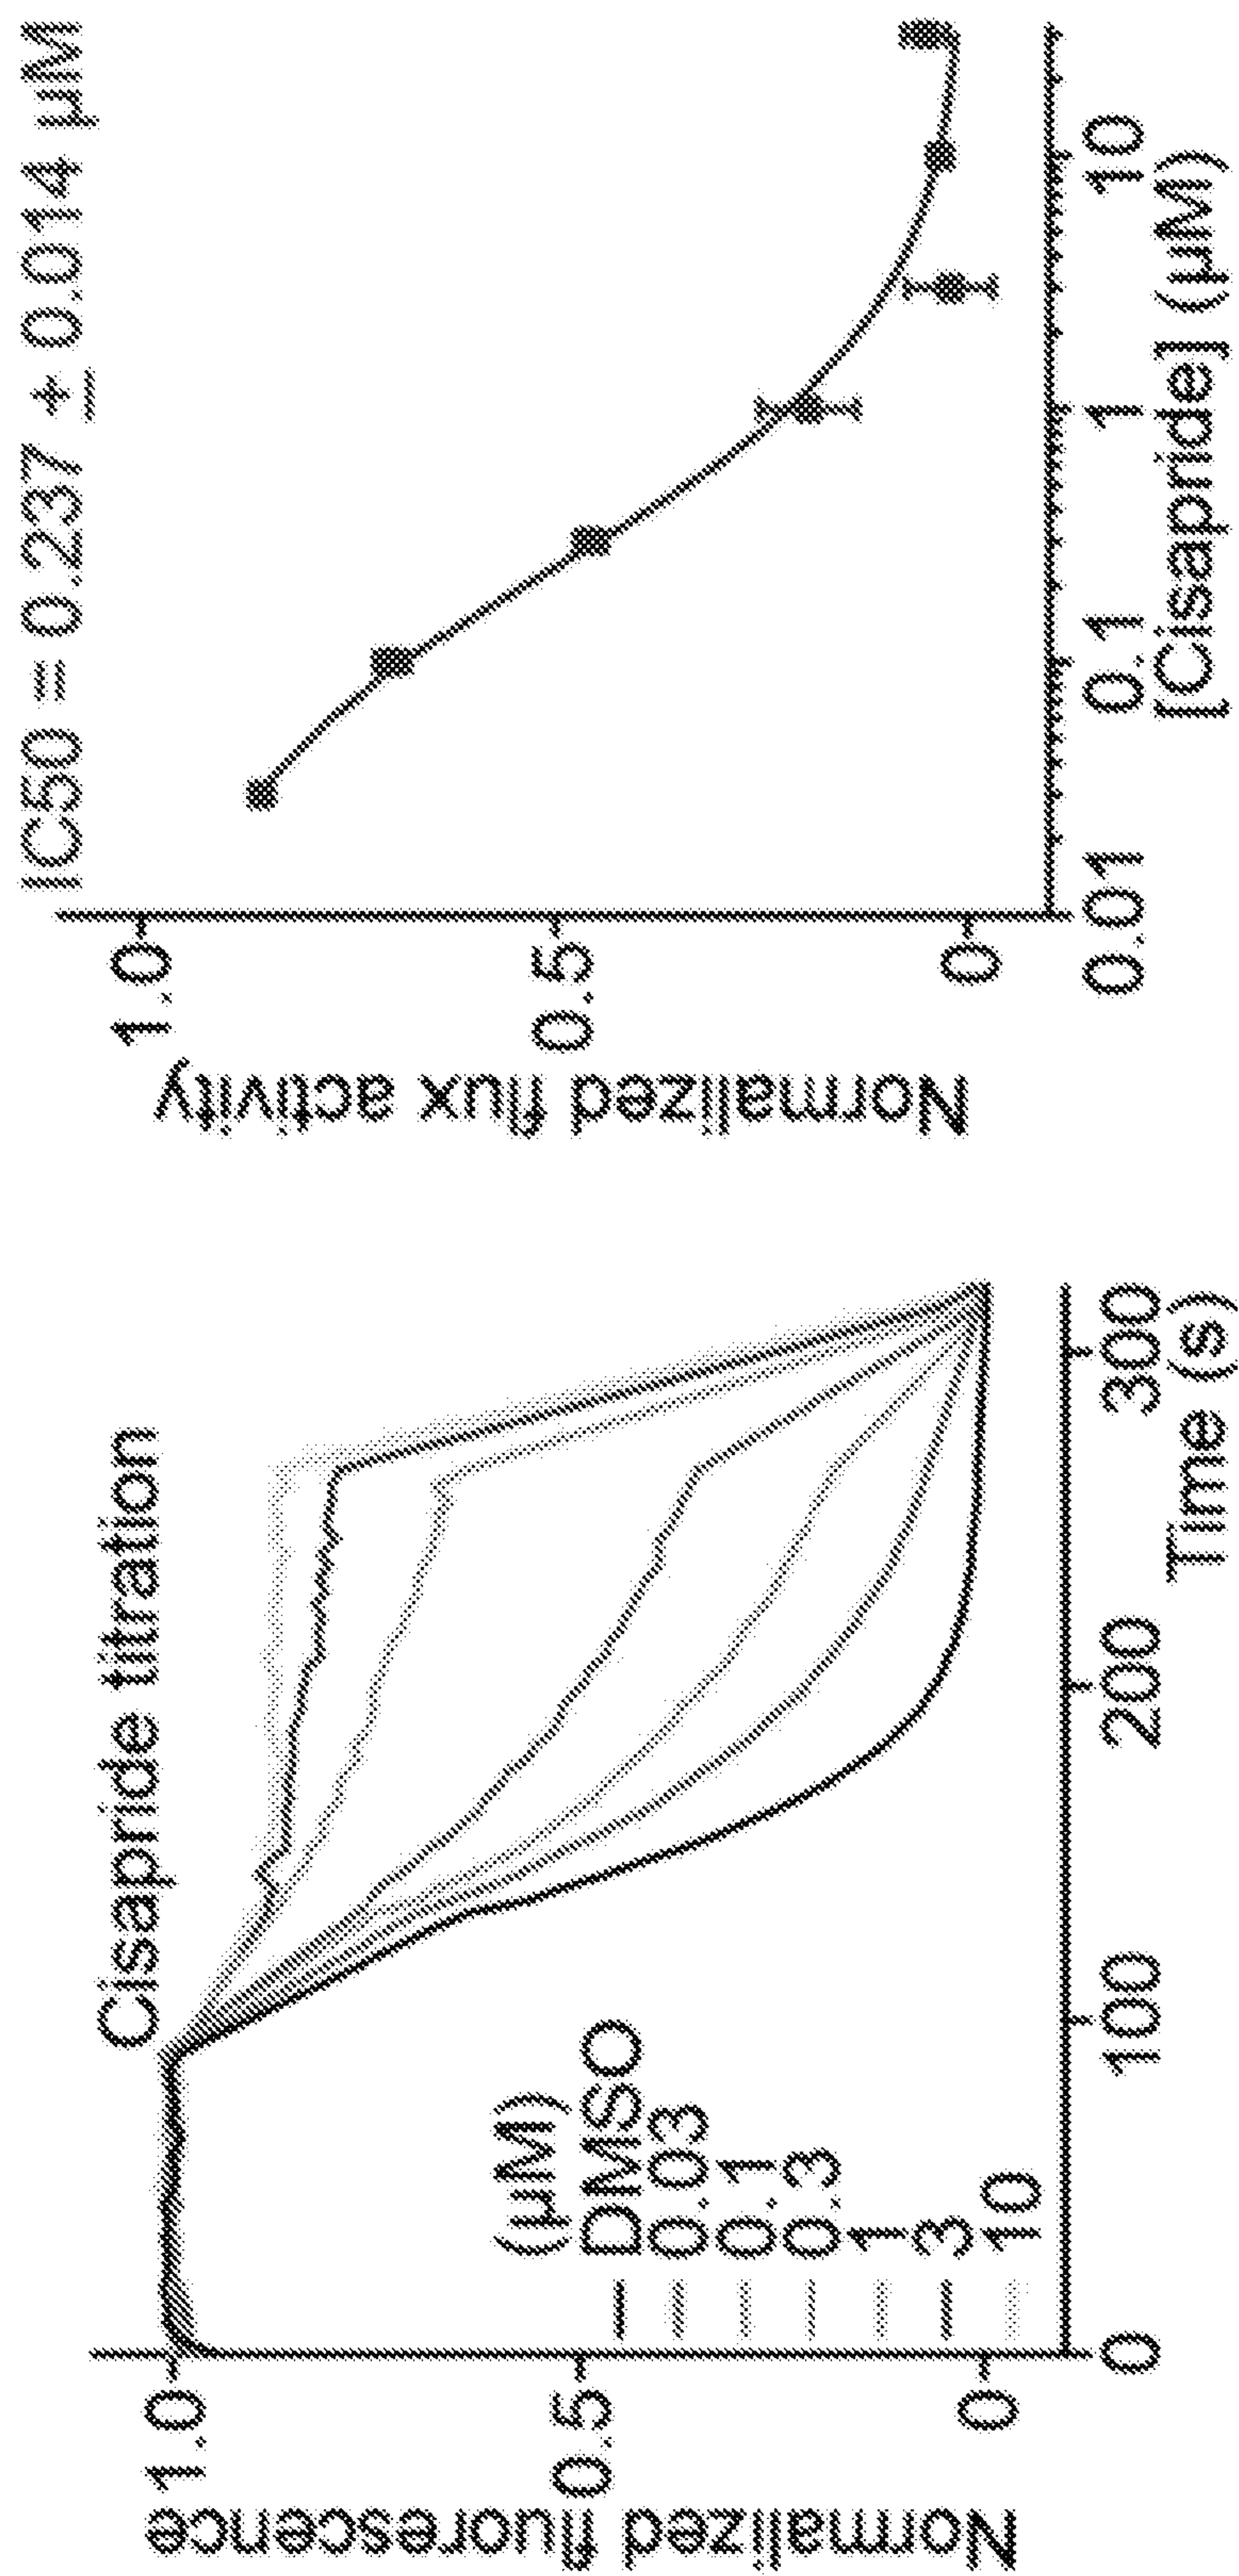 Cisapride titration
Normalized fluorescence
1.0
0.5
0
(µM)
DMSO
0.03
0.1
0.3
1
3
10
0
100
200
300
Time (s)
IC50 = 0.237 ± 0.014 µM
Normalized flux activity
1.0
0.5
0
0.01
0.1
1
10
[Cisapride] (µM)